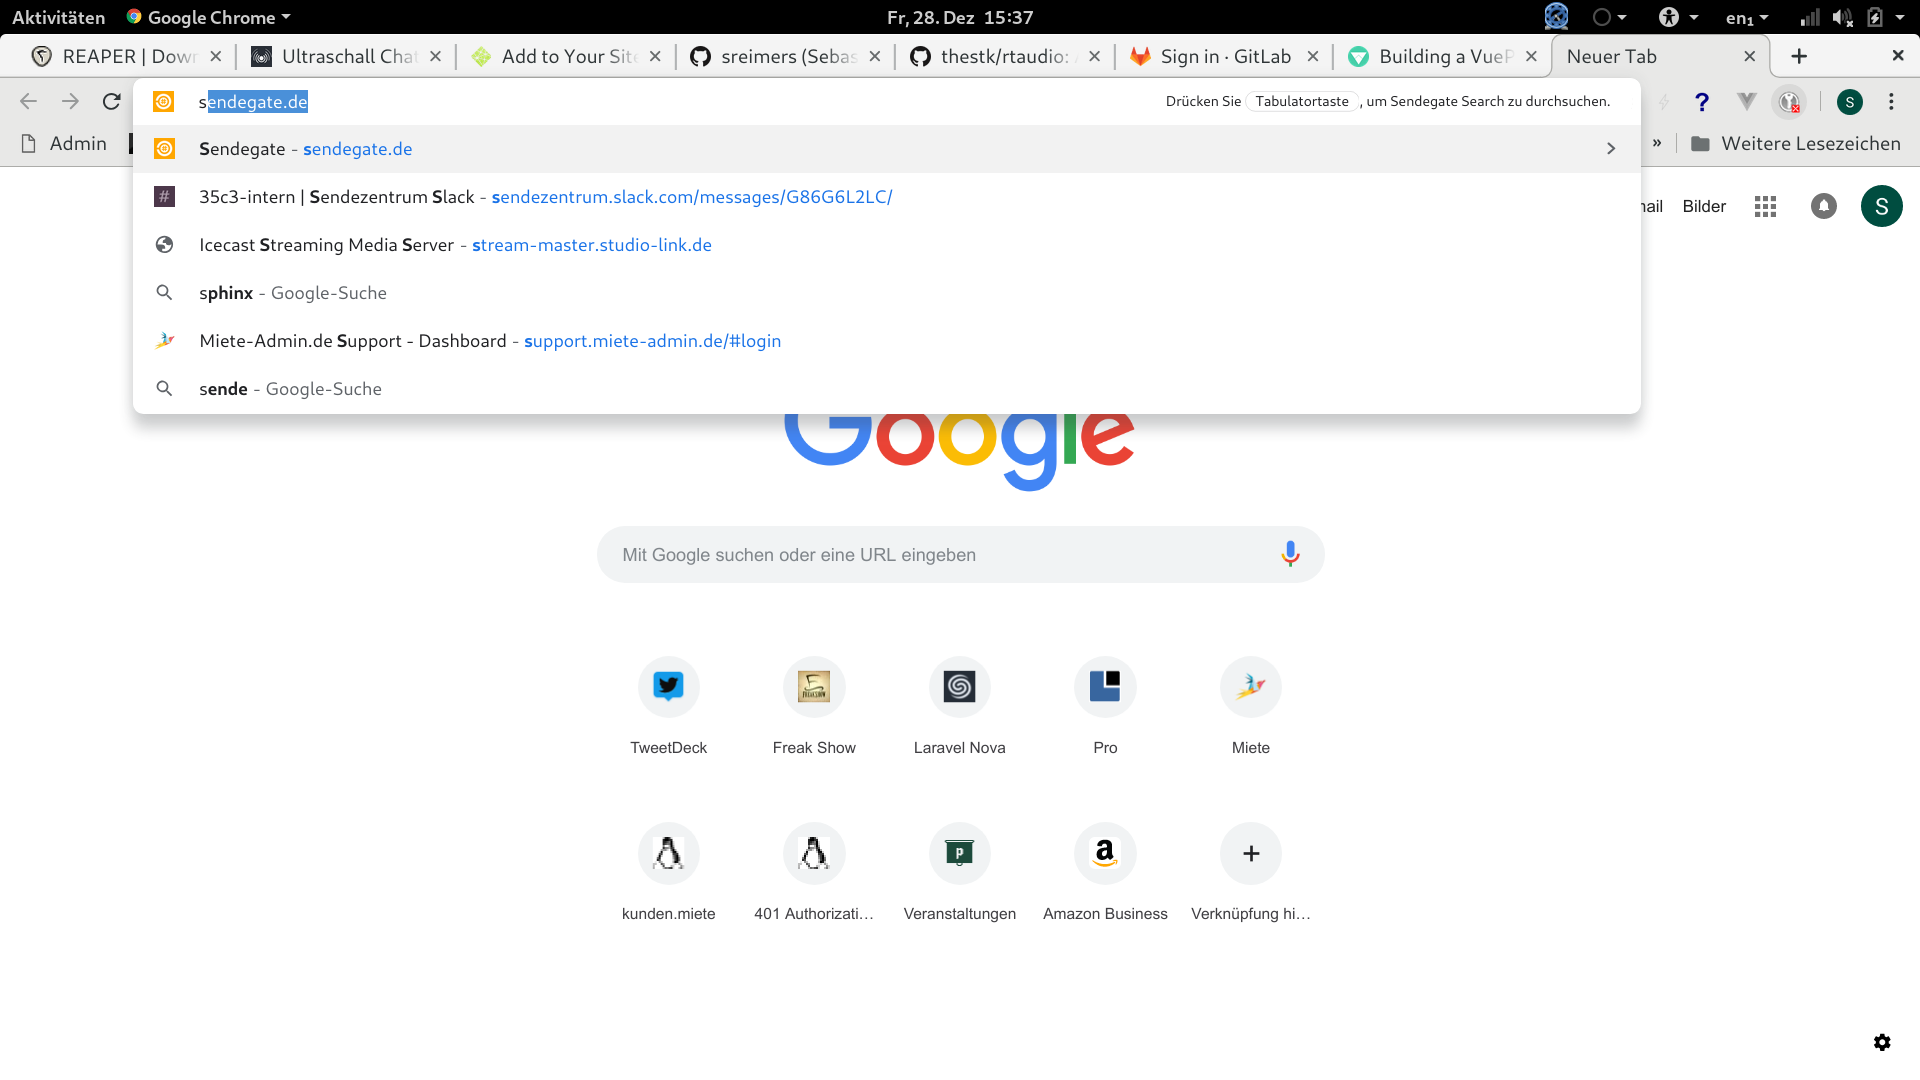 Aktivitäten Google Chrome Fr, 28. Dez 15:37 en₁
REAPER | Dow Ultraschall Cha Add to Your Site sreimers (Sebas thestk/rtaudio: Sign in · GitLab Building a VueP Neuer Tab
sendegate.de Drücken Sie Tabulatortaste, um Sendegate Search zu durchsuchen. ? S
Admin » Weitere Lesezeichen
Sendegate - sendegate.de
35c3-intern | Sendezentrum Slack - sendezentrum.slack.com/messages/G86G6L2LC/
ail Bilder S
Icecast Streaming Media Server - stream-master.studio-link.de
sphinx - Google-Suche
Miete-Admin.de Support - Dashboard - support.miete-admin.de/#login
sende - Google-Suche
Google
Mit Google suchen oder eine URL eingeben
TweetDeck Freak Show Laravel Nova Pro Miete
kunden.miete 401 Authorizati… Veranstaltungen Amazon Business Verknüpfung hi…